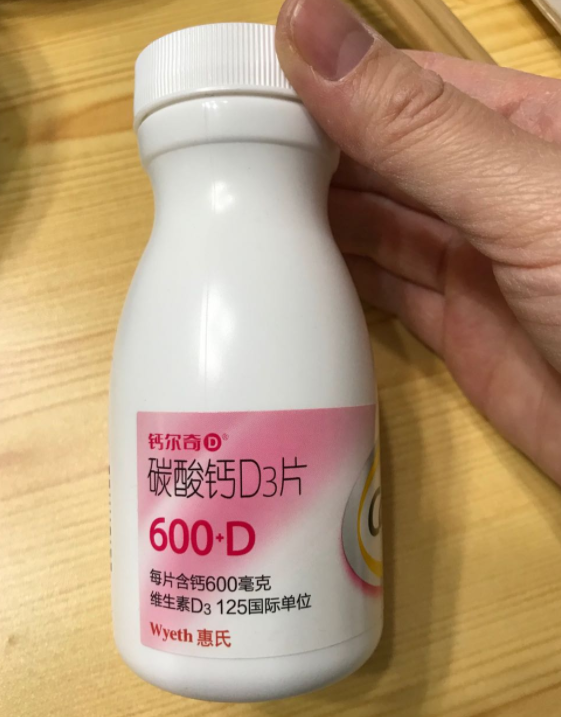 钙尔奇D®
碳酸钙D3片
600+D
每片含钙600毫克
维生素D3 125国际单位
Wyeth 惠氏